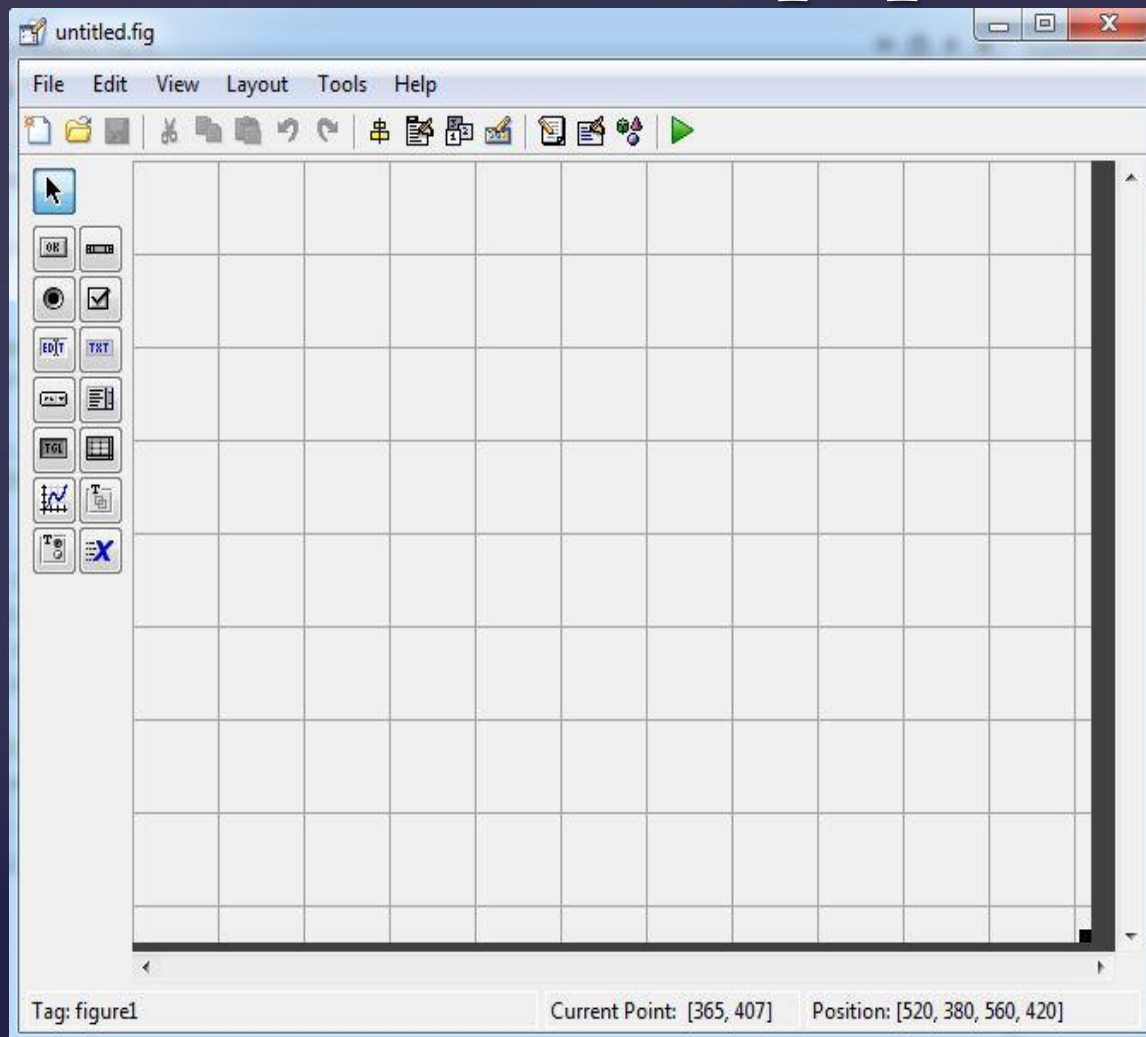 untitled.fig
File Edit View Layout Tools Help
OK
EDIT TXT
TGL
Tag: figure1 Current Point: [365, 407] Position: [520, 380, 560, 420]